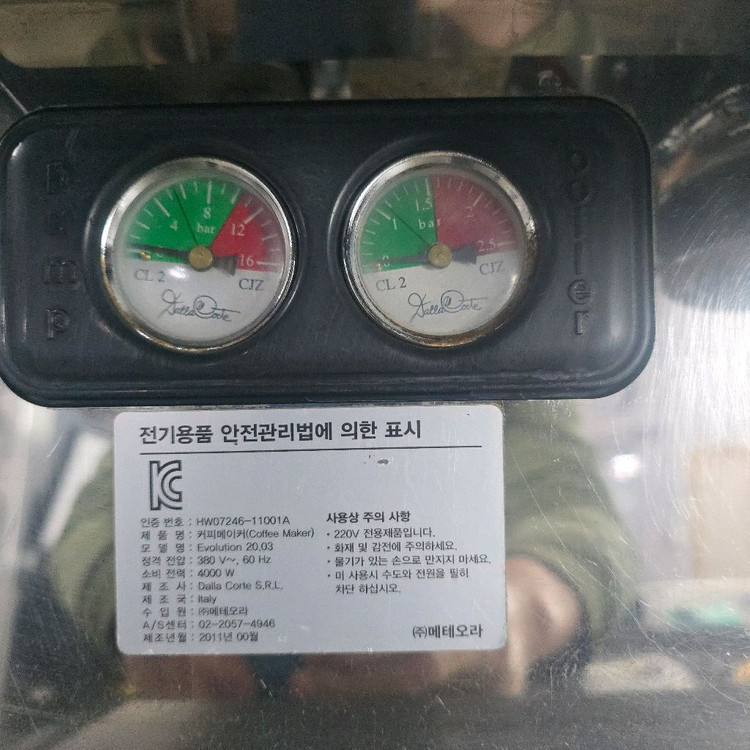 pump
4
8
12
16
bar
CL 2
CJZ
Dalla Corte
boiler
0
1
1.5
2
2.5
bar
CL 2
CJZ
Dalla Corte
전기용품 안전관리법에 의한 표시
인증 번호 : HW07246-11001A
제 품 명 : 커피메이커(Coffee Maker)
모 델 명 : Evolution 20.03
정격 전압 : 380 V~, 60 Hz
소비 전력 : 4000 W
제 조 사 : Dalla Corte S.R.L.
제 조 국 : Italy
수 입 원 : ㈜메테오라
A/S센터 : 02-2057-4946
제조년월 : 2011년 00월
사용상 주의 사항
· 220V 전용제품입니다.
· 화재 및 감전에 주의하세요.
· 물기가 있는 손으로 만지지 마세요.
· 미 사용시 수도와 전원을 필히
차단 하십시오.
㈜메테오라